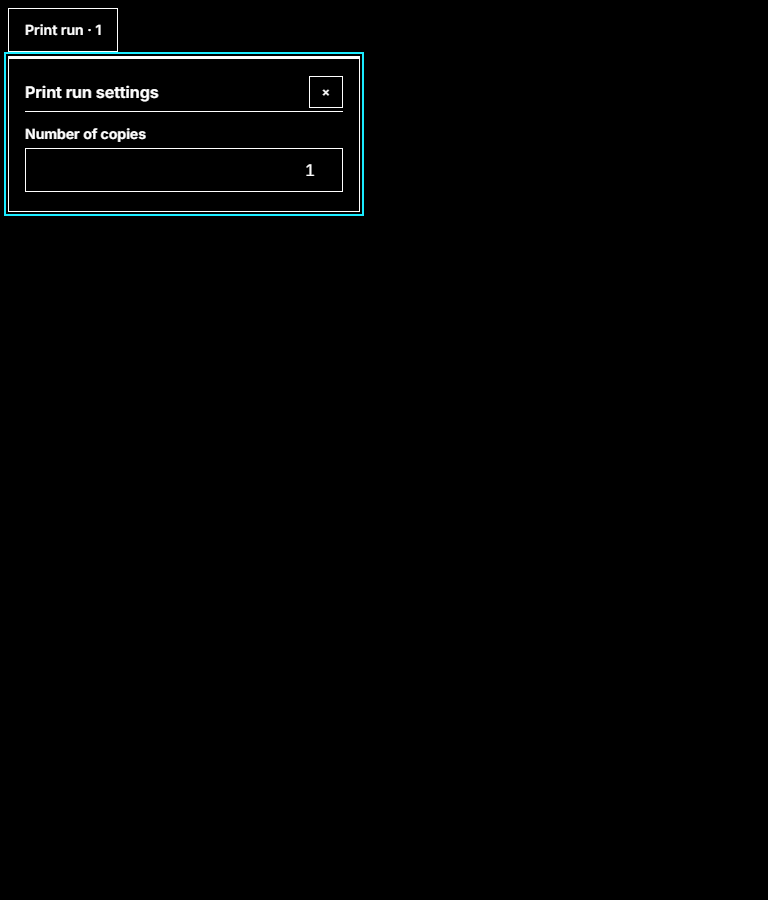 Print run · 1
Print run settings
×
Number of copies
1